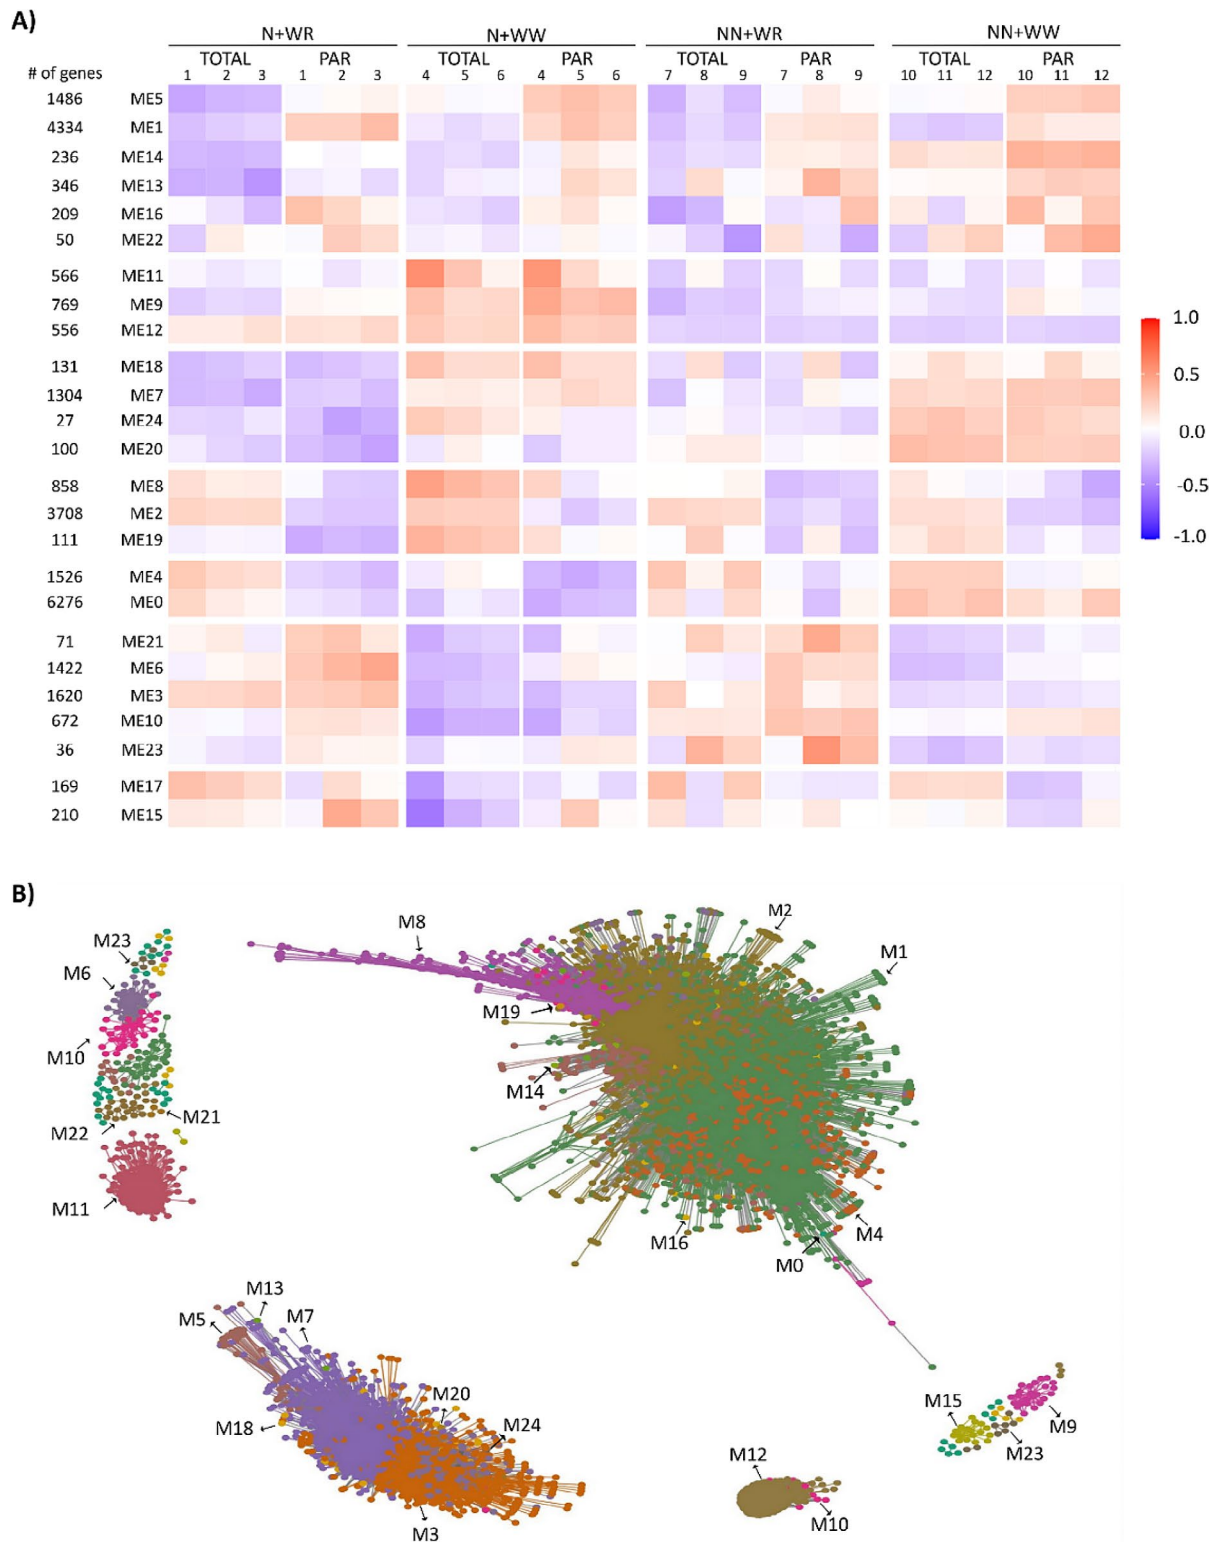 A)
N+WR N+WW NN+WR NN+WW
TOTAL PAR TOTAL PAR TOTAL PAR TOTAL PAR
# of genes 1 2 3 1 2 3 4 5 6 4 5 6 7 8 9 7 8 9 10 11 12 10 11 12
1486 ME5
4334 ME1
236 ME14
346 ME13
209 ME16
50 ME22
566 ME11
769 ME9
556 ME12
131 ME18
1304 ME7
27 ME24
100 ME20
858 ME8
3708 ME2
111 ME19
1526 ME4
6276 ME0
71 ME21
1422 ME6
1620 ME3
672 ME10
36 ME23
169 ME17
210 ME15
1.0
0.5
0.0
-0.5
-1.0
B)
M23
M6
M10
M21
M22
M11
M8
M2
M1
M19
M14
M16
M4
M0
M13
M5
M7
M20
M18
M24
M3
M15
M9
M23
M12
M10